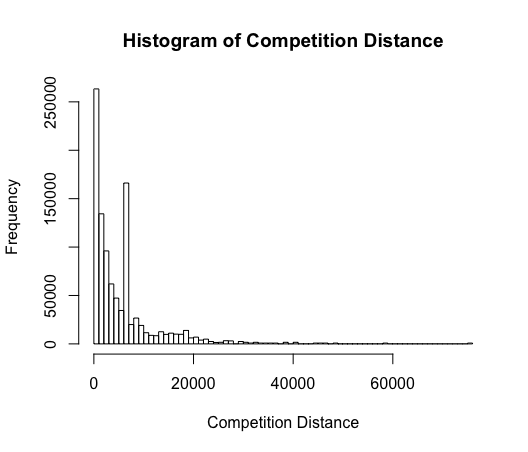 Histogram of Competition Distance
Frequency
250000
150000
50000
0
0 20000 40000 60000
Competition Distance